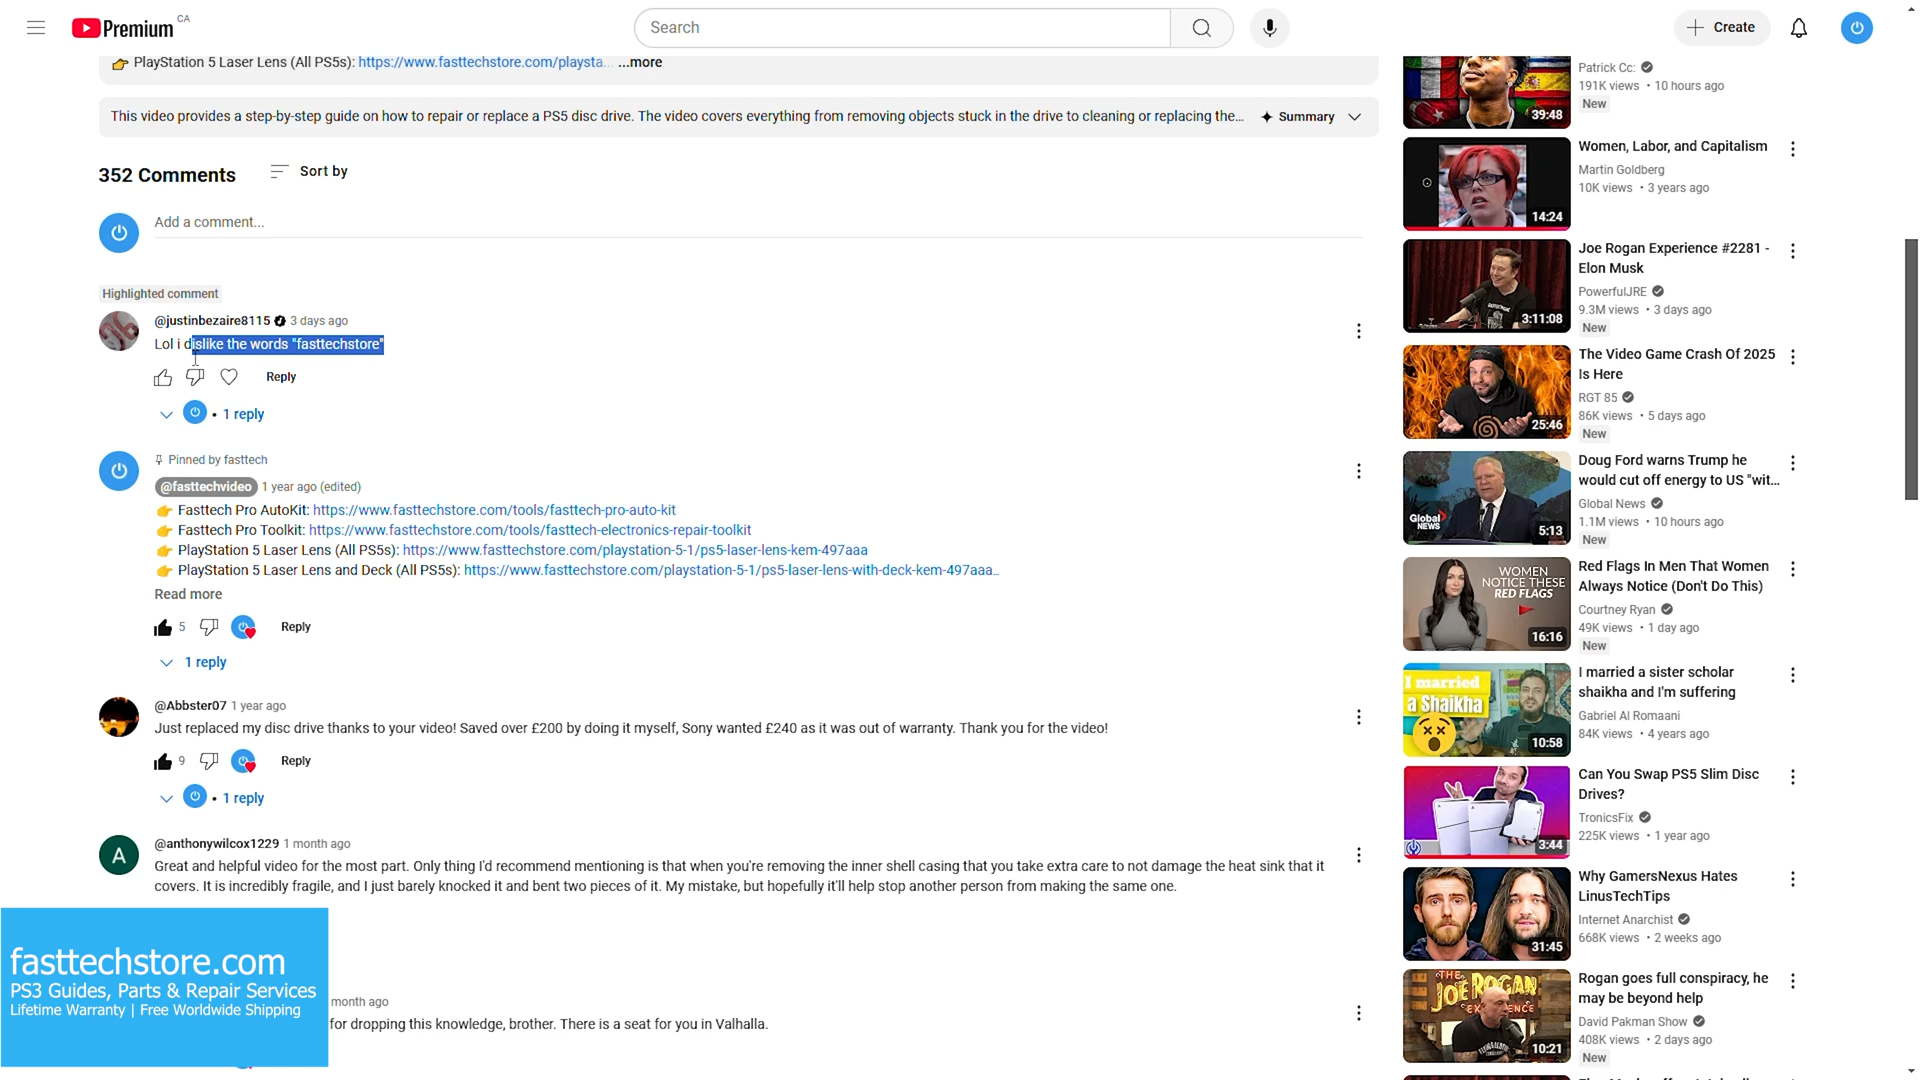 Premium CA
Search
Create
👉 PlayStation 5 Laser Lens (All PS5s): https://www.fasttechstore.com/playsta... ...more
This video provides a step-by-step guide on how to repair or replace a PS5 disc drive. The video covers everything from removing objects stuck in the drive to cleaning or replacing the...
Summary
352 Comments
Sort by
Add a comment...
Highlighted comment
@justinbezaire8115 3 days ago
Lol i dislike the words "fasttechstore"
Reply
• 1 reply
Pinned by fasttech
@fasttechvideo 1 year ago (edited)
👉 Fasttech Pro AutoKit: https://www.fasttechstore.com/tools/fasttech-pro-auto-kit
👉 Fasttech Pro Toolkit: https://www.fasttechstore.com/tools/fasttech-electronics-repair-toolkit
👉 PlayStation 5 Laser Lens (All PS5s): https://www.fasttechstore.com/playstation-5-1/ps5-laser-lens-kem-497aaa
👉 PlayStation 5 Laser Lens and Deck (All PS5s): https://www.fasttechstore.com/playstation-5-1/ps5-laser-lens-with-deck-kem-497aaa...
Read more
5 Reply
1 reply
@Abbster07 1 year ago
Just replaced my disc drive thanks to your video! Saved over £200 by doing it myself, Sony wanted £240 as it was out of warranty. Thank you for the video!
9 Reply
• 1 reply
A
@anthonywilcox1229 1 month ago
Great and helpful video for the most part. Only thing I'd recommend mentioning is that when you're removing the inner shell casing that you take extra care to not damage the heat sink that it
covers. It is incredibly fragile, and I just barely knocked it and bent two pieces of it. My mistake, but hopefully it'll help stop another person from making the same one.
month ago
for dropping this knowledge, brother. There is a seat for you in Valhalla.
fasttechstore.com
PS3 Guides, Parts & Repair Services
Lifetime Warranty | Free Worldwide Shipping
39:48
Patrick Cc:
191K views • 10 hours ago
New
14:24
Women, Labor, and Capitalism
Martin Goldberg
10K views • 3 years ago
3:11:08
Joe Rogan Experience #2281 -
Elon Musk
PowerfulJRE
9.3M views • 3 days ago
New
25:46
The Video Game Crash Of 2025
Is Here
RGT 85
86K views • 5 days ago
New
Global
NEWS
5:13
Doug Ford warns Trump he
would cut off energy to US "wit...
Global News
1.1M views • 10 hours ago
New
WOMEN
NOTICE THESE
RED FLAGS
16:16
Red Flags In Men That Women
Always Notice (Don't Do This)
Courtney Ryan
49K views • 1 day ago
New
I married
a Shaikha
10:58
I married a sister scholar
shaikha and I'm suffering
Gabriel Al Romaani
84K views • 4 years ago
3:44
Can You Swap PS5 Slim Disc
Drives?
TronicsFix
225K views • 1 year ago
31:45
Why GamersNexus Hates
LinusTechTips
Internet Anarchist
668K views • 2 weeks ago
THE
JOE ROGAN
10:21
Rogan goes full conspiracy, he
may be beyond help
David Pakman Show
408K views • 2 days ago
New